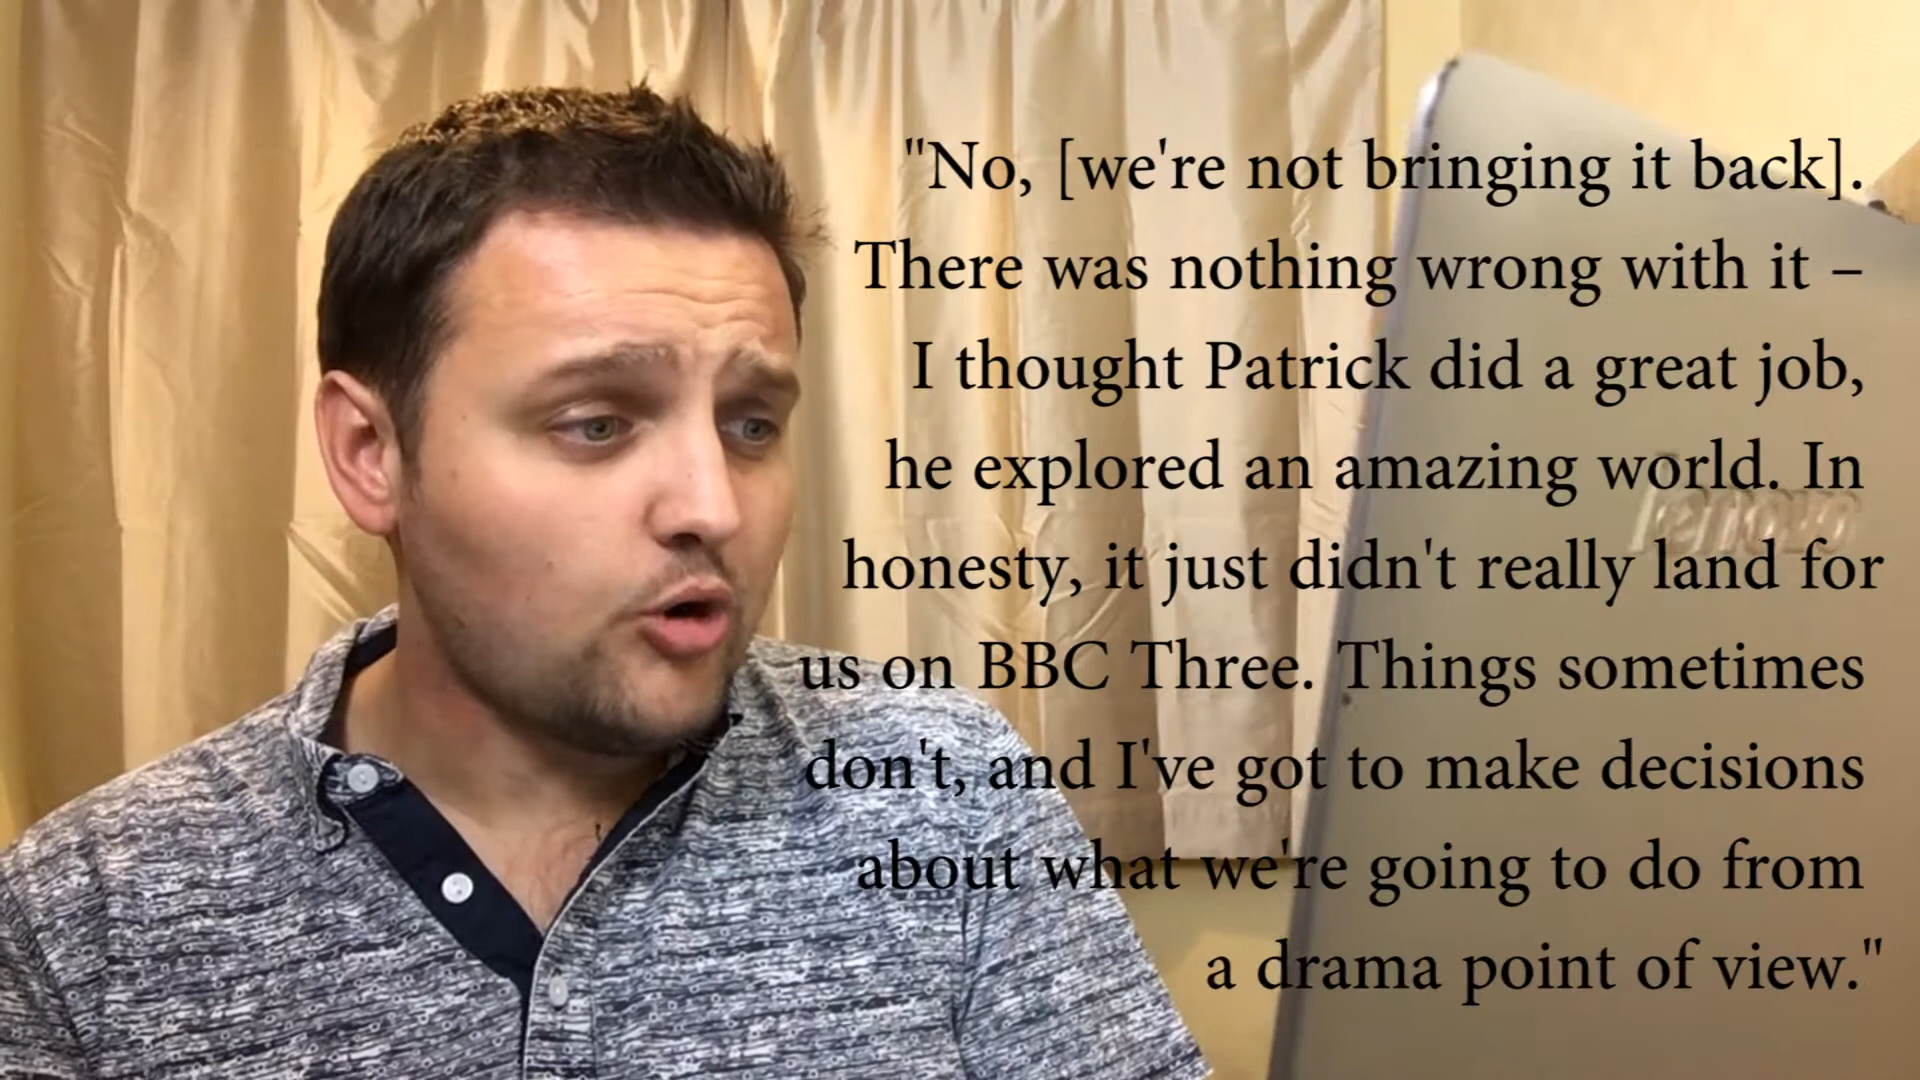 "No, [we're not bringing it back].
There was nothing wrong with it –
I thought Patrick did a great job,
he explored an amazing world. In
lenovo
honesty, it just didn't really land for
us on BBC Three. Things sometimes
don't, and I've got to make decisions
about what we're going to do from
a drama point of view."